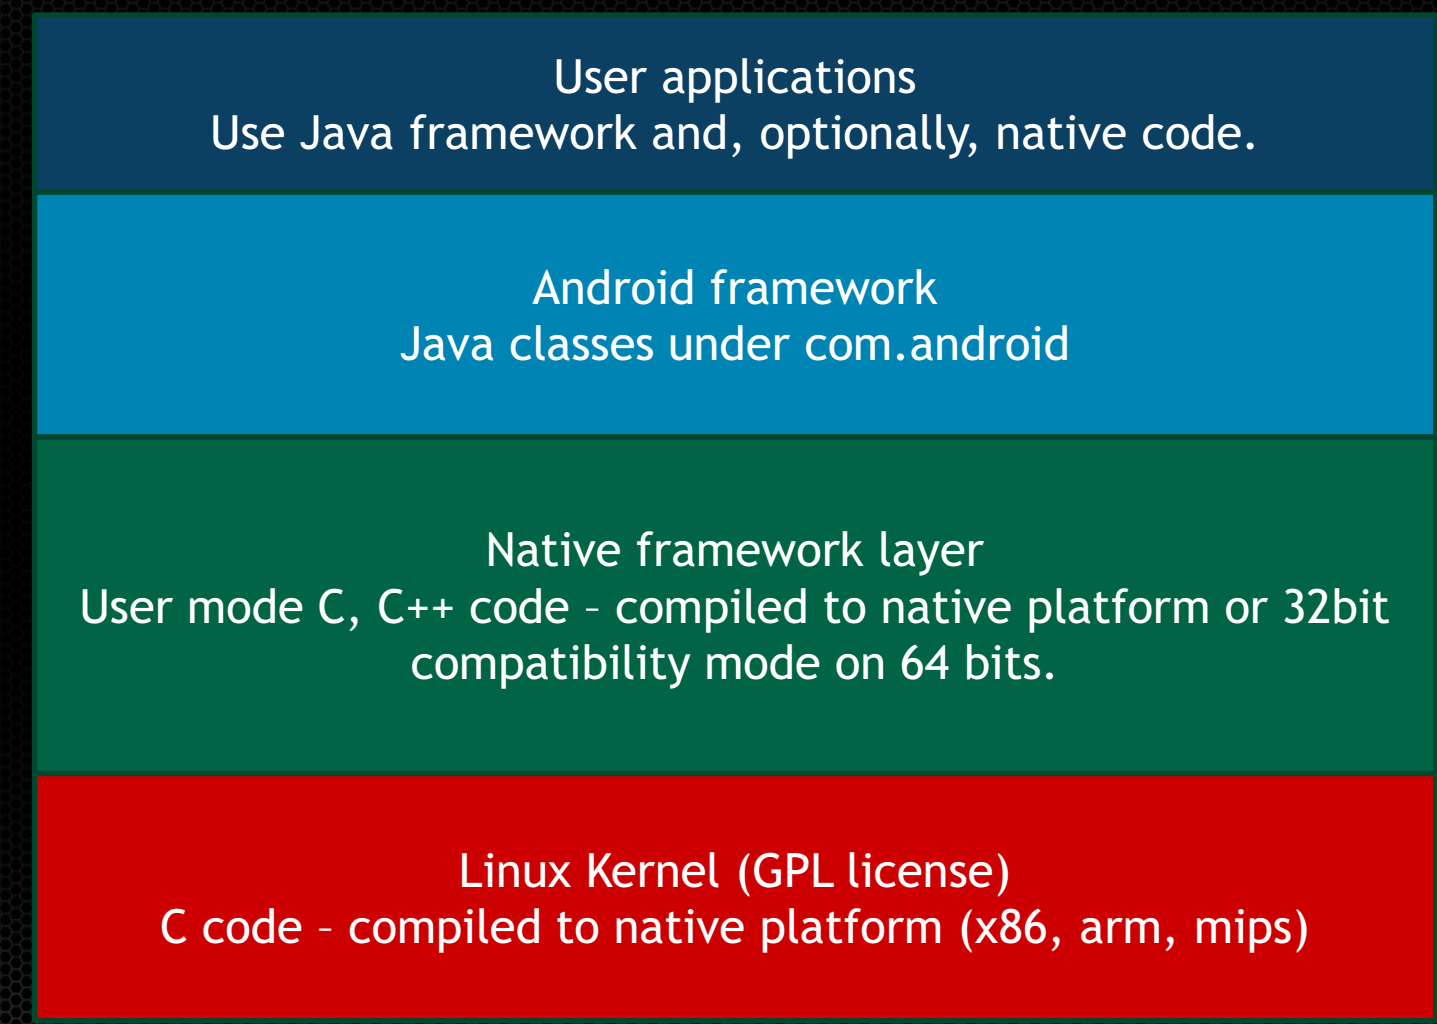 User applications
Use Java framework and, optionally, native code.
Android framework
Java classes under com.android
Native framework layer
User mode C, C++ code – compiled to native platform or 32bit
compatibility mode on 64 bits.
Linux Kernel (GPL license)
C code – compiled to native platform (x86, arm, mips)